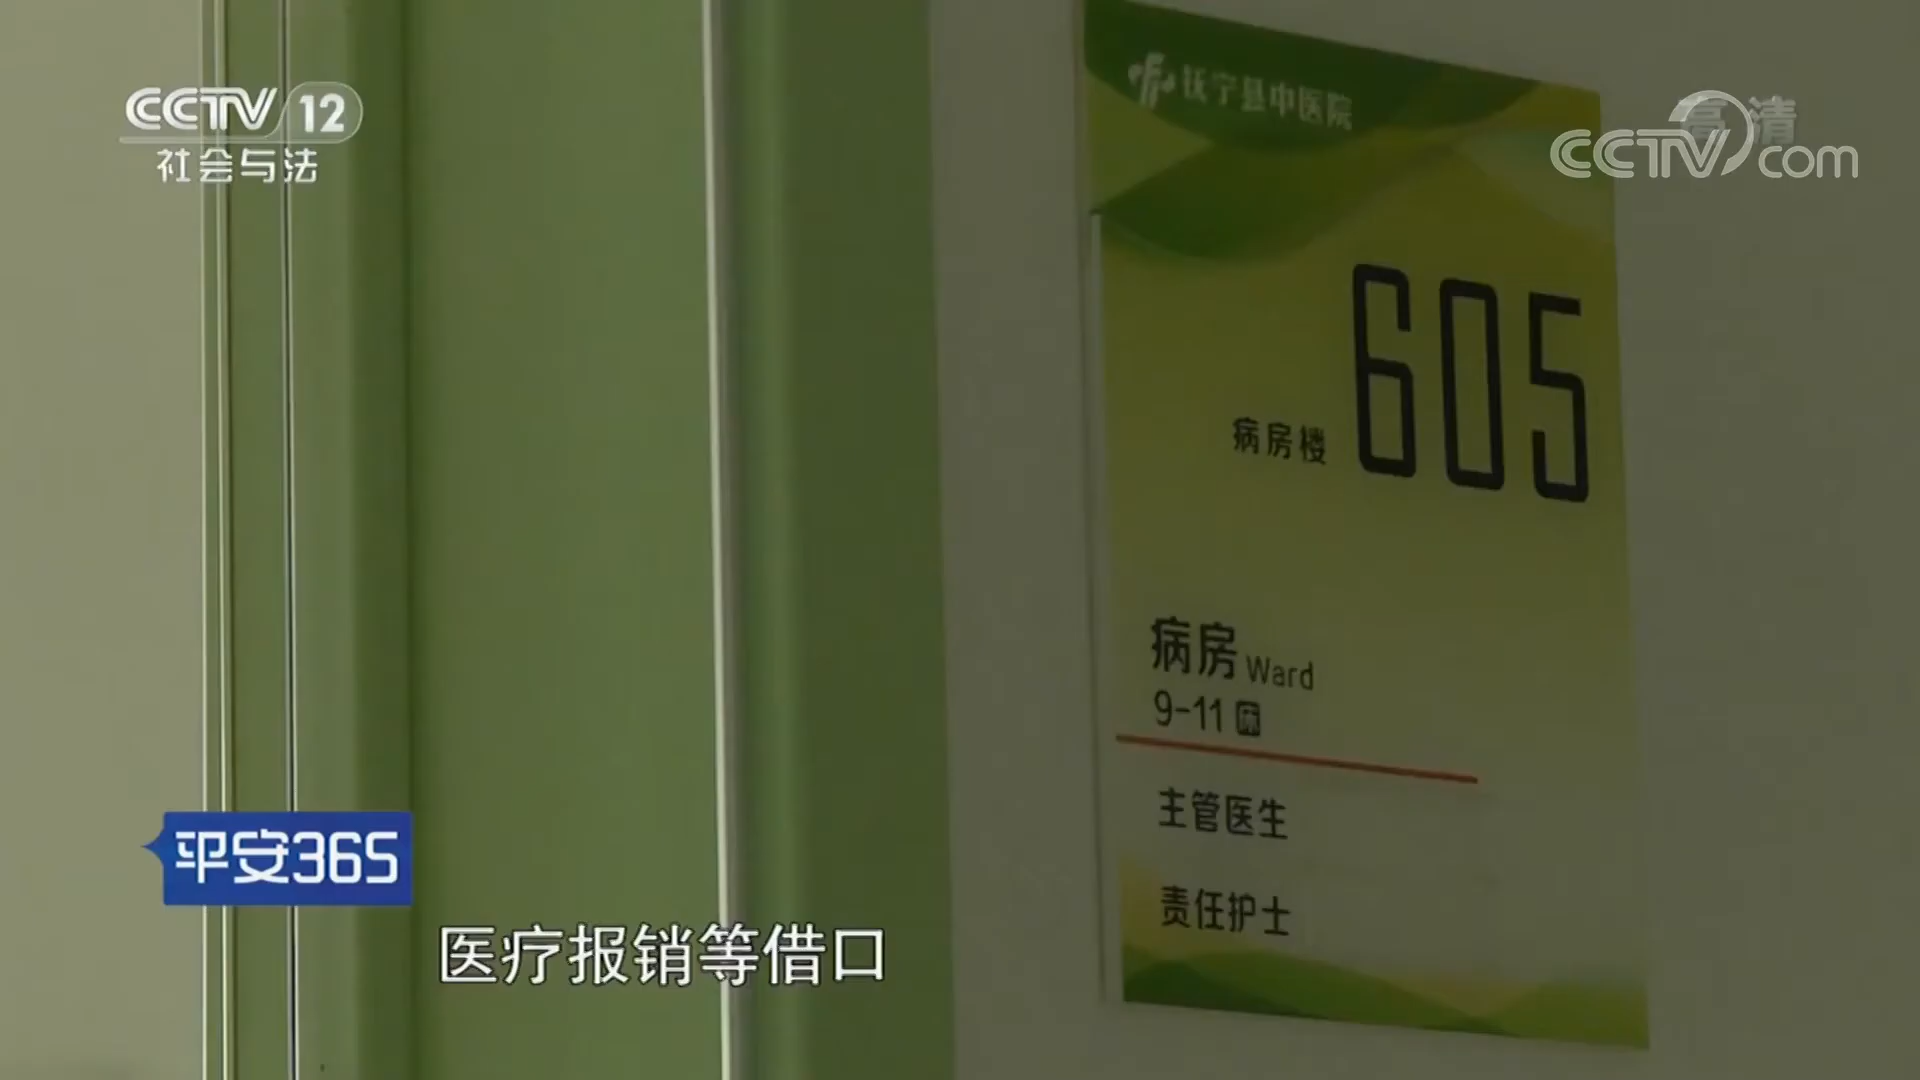 CCTV 12
社会与法
高清
CCTV com
抚宁县中医院
605
病房楼
病房 Ward
9-11 床
主管医生
责任护士
平安365
医疗报销等借口